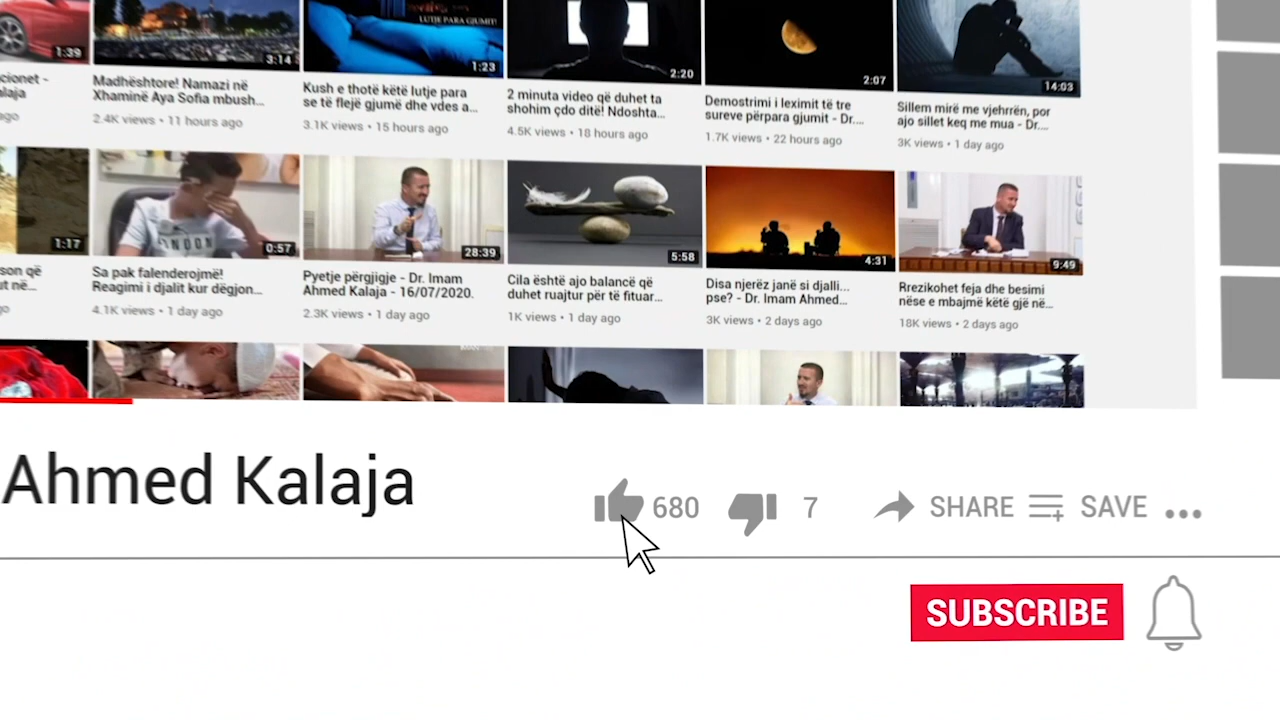 LUTJE PARA GJUMIT!
1:39
3:14
1:23
2:20
2:07
14:03
cionet -
alaja
ago
Madhështore! Namazi në
Xhaminë Aya Sofia mbush...
2.4K views • 11 hours ago
Kush e thotë këtë lutje para
se të flejë gjumë dhe vdes a...
3.1K views • 15 hours ago
2 minuta video që duhet ta
shohim çdo ditë! Ndoshta...
4.5K views • 18 hours ago
Demostrimi i leximit të tre
sureve përpara gjumit - Dr....
1.7K views • 22 hours ago
Sillem mirë me vjehrrën, por
ajo sillet keq me mua - Dr....
3K views • 1 day ago
1:17
LONDON
0:57
28:39
5:58
4:31
9:49
son që
ut në...
go
Sa pak falenderojmë!
Reagimi i djalit kur dëgjon...
4.1K views • 1 day ago
Pyetje përgjigje - Dr. Imam
Ahmed Kalaja - 16/07/2020.
2.3K views • 1 day ago
Cila është ajo balancë që
duhet ruajtur për të fituar...
1K views • 1 day ago
Disa njerëz janë si djalli...
pse? - Dr. Imam Ahmed...
3K views • 2 days ago
Rrezikohet feja dhe besimi
nëse e mbajmë këtë gjë në...
18K views • 2 days ago
Ahmed Kalaja
680
7
SHARE
SAVE
SUBSCRIBE